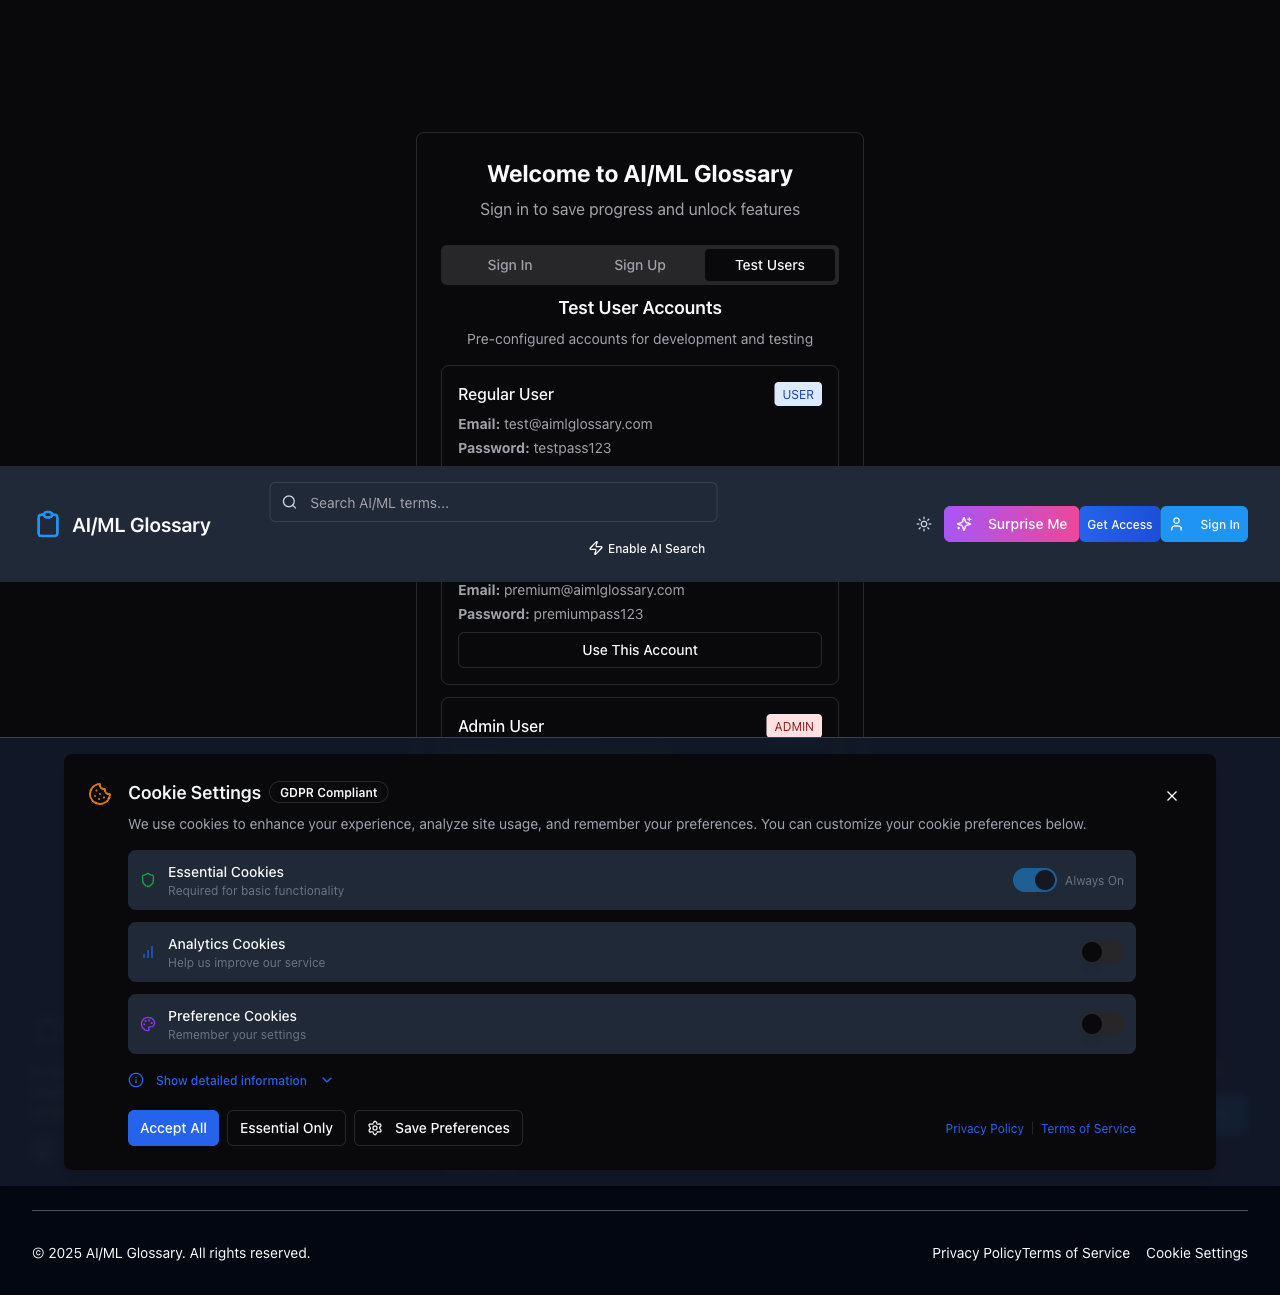 Welcome to AI/ML Glossary
Sign in to save progress and unlock features
Sign In
Sign Up
Test Users
Test User Accounts
Pre-configured accounts for development and testing
Regular User
USER
Email: test@aimlglossary.com
Password: testpass123
AI/ML Glossary
Search AI/ML terms...
Enable AI Search
Surprise Me
Get Access
Sign In
Email: premium@aimlglossary.com
Password: premiumpass123
Use This Account
Admin User
ADMIN
Cookie Settings
GDPR Compliant
We use cookies to enhance your experience, analyze site usage, and remember your preferences. You can customize your cookie preferences below.
Essential Cookies
Required for basic functionality
Always On
Analytics Cookies
Help us improve our service
Preference Cookies
Remember your settings
Show detailed information
Accept All
Essential Only
Save Preferences
Privacy Policy
Terms of Service
© 2025 AI/ML Glossary. All rights reserved.
Privacy Policy
Terms of Service
Cookie Settings